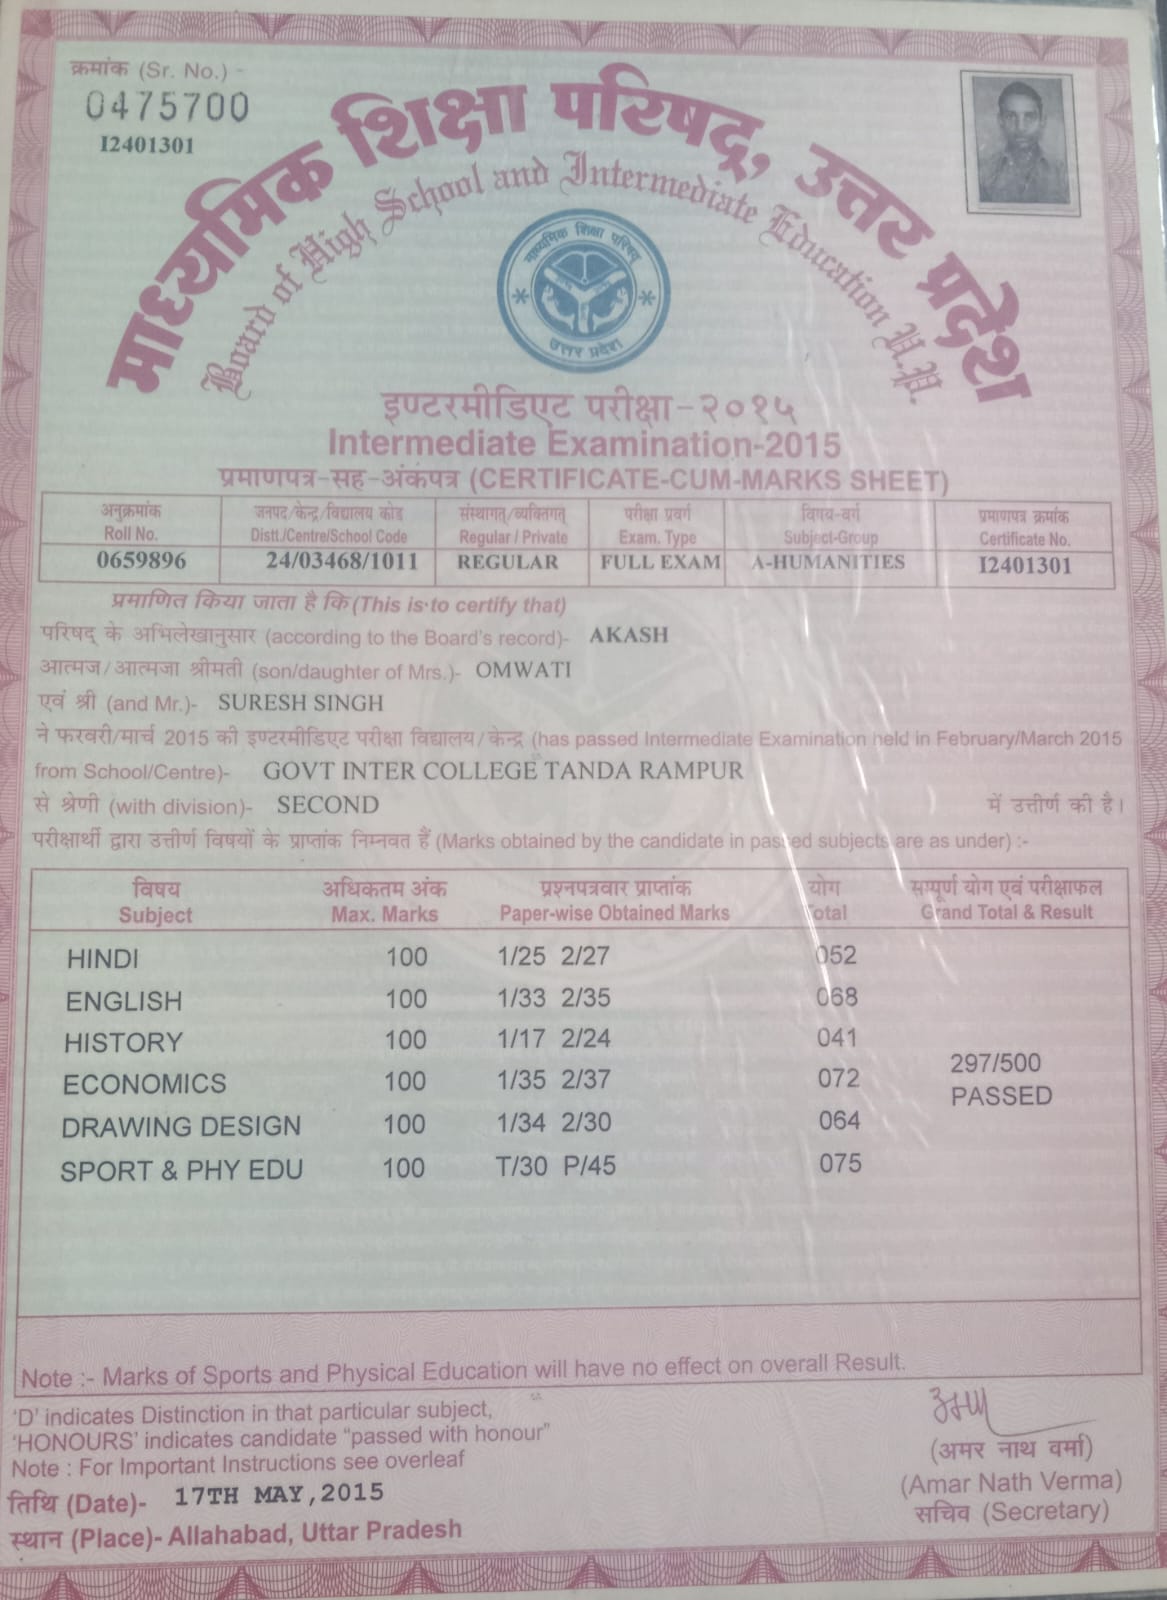 क्रमांक (Sr. No.) -
0475700
I2401301
माध्यमिक शिक्षा परिषद्, उत्तर प्रदेश
Board of High School and Intermediate Education U.P.
माध्यमिक शिक्षा परिषद्
उत्तर प्रदेश
इण्टरमीडिएट परीक्षा-२०१५
Intermediate Examination-2015
प्रमाणपत्र-सह-अंकपत्र (CERTIFICATE-CUM-MARKS SHEET)
अनुक्रमांक जनपद/केन्द्र/विद्यालय कोड संस्थागत्/व्यक्तिगत् परीक्षा प्रवर्ग विषय-वर्ग प्रमाणपत्र क्रमांक
Roll No. Distt./Centre/School Code Regular / Private Exam. Type Subject-Group Certificate No.
0659896 24/03468/1011 REGULAR FULL EXAM A-HUMANITIES I2401301
प्रमाणित किया जाता है कि (This is to certify that)
परिषद् के अभिलेखानुसार (according to the Board's record)- AKASH
आत्मज/आत्मजा श्रीमती (son/daughter of Mrs.)- OMWATI
एवं श्री (and Mr.)- SURESH SINGH
ने फरवरी/मार्च 2015 की इण्टरमीडिएट परीक्षा विद्यालय/केन्द्र (has passed Intermediate Examination held in February/March 2015
from School/Centre)- GOVT INTER COLLEGE TANDA RAMPUR
से श्रेणी (with division)- SECOND में उत्तीर्ण की है।
परीक्षार्थी द्वारा उत्तीर्ण विषयों के प्राप्तांक निम्नवत हैं (Marks obtained by the candidate in passed subjects are as under) :-
विषय अधिकतम अंक प्रश्नपत्रवार प्राप्तांक योग सम्पूर्ण योग एवं परीक्षाफल
Subject Max. Marks Paper-wise Obtained Marks Total Grand Total & Result
HINDI 100 1/25 2/27 052
ENGLISH 100 1/33 2/35 068
HISTORY 100 1/17 2/24 041
297/500
ECONOMICS 100 1/35 2/37 072
PASSED
DRAWING DESIGN 100 1/34 2/30 064
SPORT & PHY EDU 100 T/30 P/45 075
Note :- Marks of Sports and Physical Education will have no effect on overall Result.
'D' indicates Distinction in that particular subject,
'HONOURS' indicates candidate "passed with honour"
Note : For Important Instructions see overleaf
तिथि (Date)- 17TH MAY,2015
स्थान (Place)- Allahabad, Uttar Pradesh
(अमर नाथ वर्मा)
(Amar Nath Verma)
सचिव (Secretary)